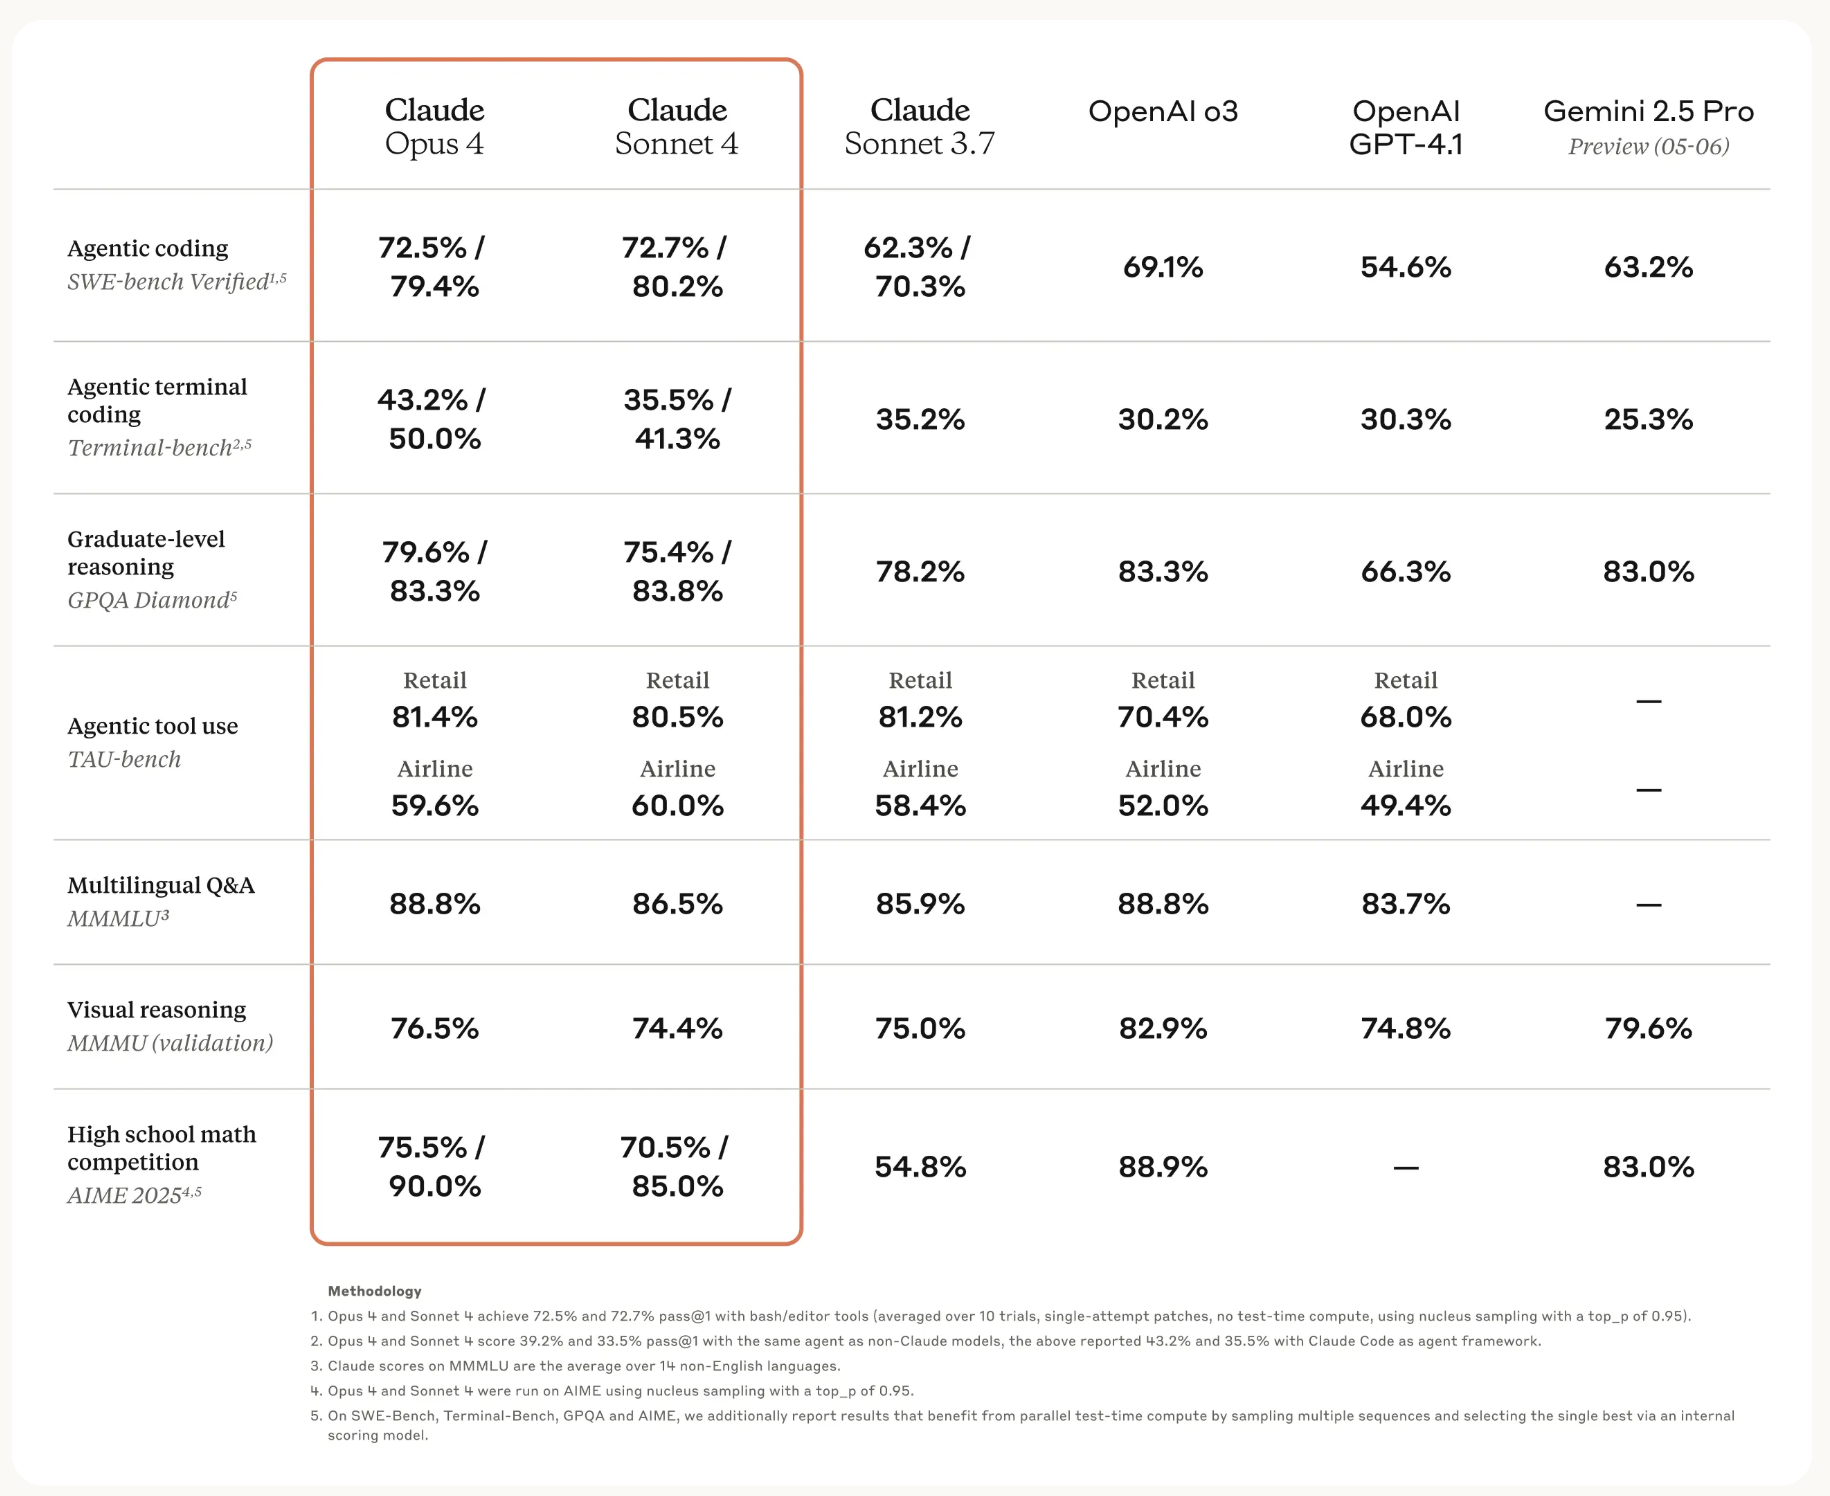 Claude
Opus 4
Claude
Sonnet 4
Claude
Sonnet 3.7
OpenAI o3
OpenAI
GPT-4.1
Gemini 2.5 Pro
Preview (05-06)
Agentic coding
SWE-bench Verified¹,⁵
72.5% /
79.4%
72.7% /
80.2%
62.3% /
70.3%
69.1%
54.6%
63.2%
Agentic terminal
coding
Terminal-bench²,⁵
43.2% /
50.0%
35.5% /
41.3%
35.2%
30.2%
30.3%
25.3%
Graduate-level
reasoning
GPQA Diamond⁵
79.6% /
83.3%
75.4% /
83.8%
78.2%
83.3%
66.3%
83.0%
Agentic tool use
TAU-bench
Retail
81.4%
Airline
59.6%
Retail
80.5%
Airline
60.0%
Retail
81.2%
Airline
58.4%
Retail
70.4%
Airline
52.0%
Retail
68.0%
Airline
49.4%
—
—
Multilingual Q&A
MMMLU³
88.8%
86.5%
85.9%
88.8%
83.7%
—
Visual reasoning
MMMU (validation)
76.5%
74.4%
75.0%
82.9%
74.8%
79.6%
High school math
competition
AIME 2025⁴,⁵
75.5% /
90.0%
70.5% /
85.0%
54.8%
88.9%
—
83.0%
Methodology
1. Opus 4 and Sonnet 4 achieve 72.5% and 72.7% pass@1 with bash/editor tools (averaged over 10 trials, single-attempt patches, no test-time compute, using nucleus sampling with a top_p of 0.95).
2. Opus 4 and Sonnet 4 score 39.2% and 33.5% pass@1 with the same agent as non-Claude models, the above reported 43.2% and 35.5% with Claude Code as agent framework.
3. Claude scores on MMMLU are the average over 14 non-English languages.
4. Opus 4 and Sonnet 4 were run on AIME using nucleus sampling with a top_p of 0.95.
5. On SWE-Bench, Terminal-Bench, GPQA and AIME, we additionally report results that benefit from parallel test-time compute by sampling multiple sequences and selecting the single best via an internal
scoring model.